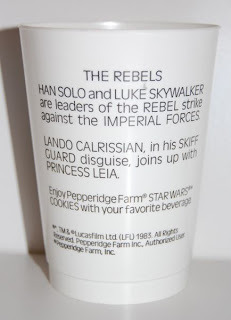 THE REBELS
HAN SOLO and LUKE SKYWALKER
are leaders of the REBEL strike
against the IMPERIAL FORCES.
LANDO CALRISSIAN, in his SKIFF
GUARD disguise, joins up with
PRINCESS LEIA.
Enjoy Pepperidge Farm® STAR WARS™
COOKIES with your favorite beverage.
*: TM & ©Lucasfilm Ltd. (LFL) 1983. All Rights
Reserved. Pepperidge Farm Inc., Authorized User.
®Pepperidge Farm, Inc.